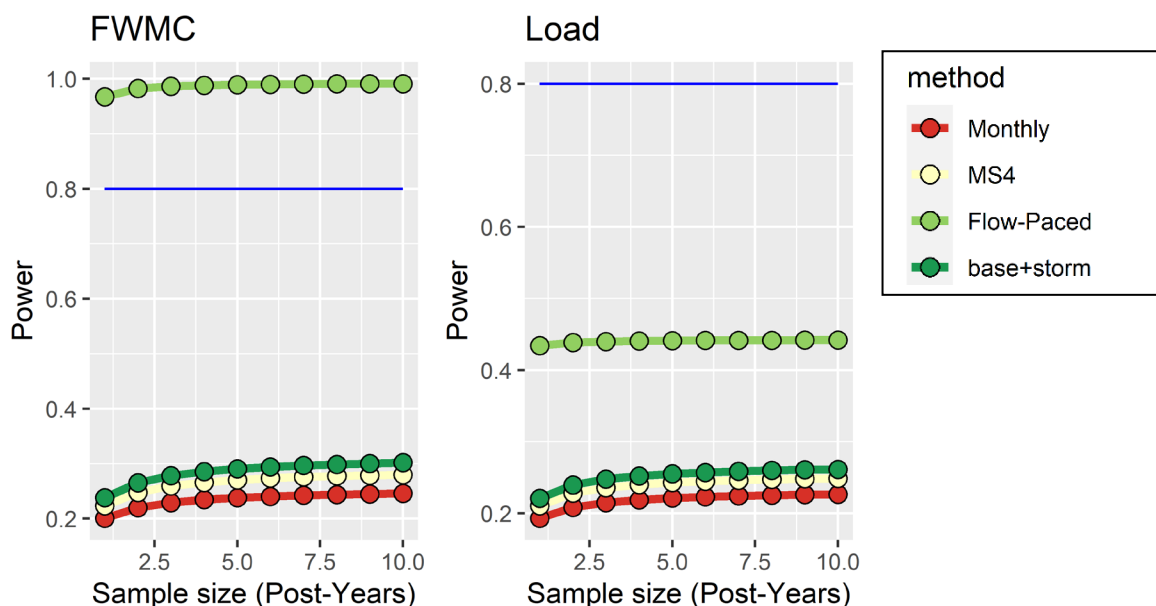 FWMC
Power
1.0
0.8
0.6
0.4
0.2
2.5 5.0 7.5 10.0
Sample size (Post-Years)
Load
Power
0.8
0.6
0.4
0.2
2.5 5.0 7.5 10.0
Sample size (Post-Years)
method
Monthly
MS4
Flow-Paced
base+storm